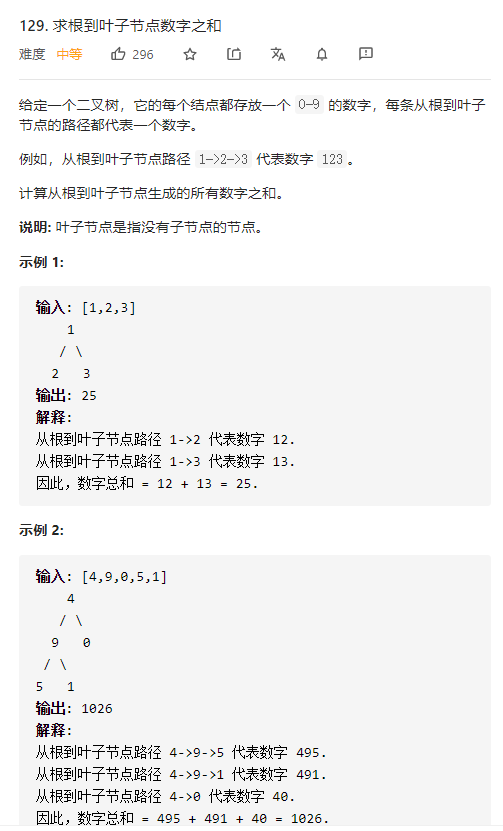 129. 求根到叶子节点数字之和
难度 中等 296
给定一个二叉树，它的每个结点都存放一个 0-9 的数字，每条从根到叶子
节点的路径都代表一个数字。
例如，从根到叶子节点路径 1->2->3 代表数字 123。
计算从根到叶子节点生成的所有数字之和。
说明: 叶子节点是指没有子节点的节点。
示例 1:
输入: [1,2,3]
1
/ \
2 3
输出: 25
解释:
从根到叶子节点路径 1->2 代表数字 12.
从根到叶子节点路径 1->3 代表数字 13.
因此，数字总和 = 12 + 13 = 25.
示例 2:
输入: [4,9,0,5,1]
4
/ \
9 0
/ \
5 1
输出: 1026
解释:
从根到叶子节点路径 4->9->5 代表数字 495.
从根到叶子节点路径 4->9->1 代表数字 491.
从根到叶子节点路径 4->0 代表数字 40.
因此，数字总和 = 495 + 491 + 40 = 1026.